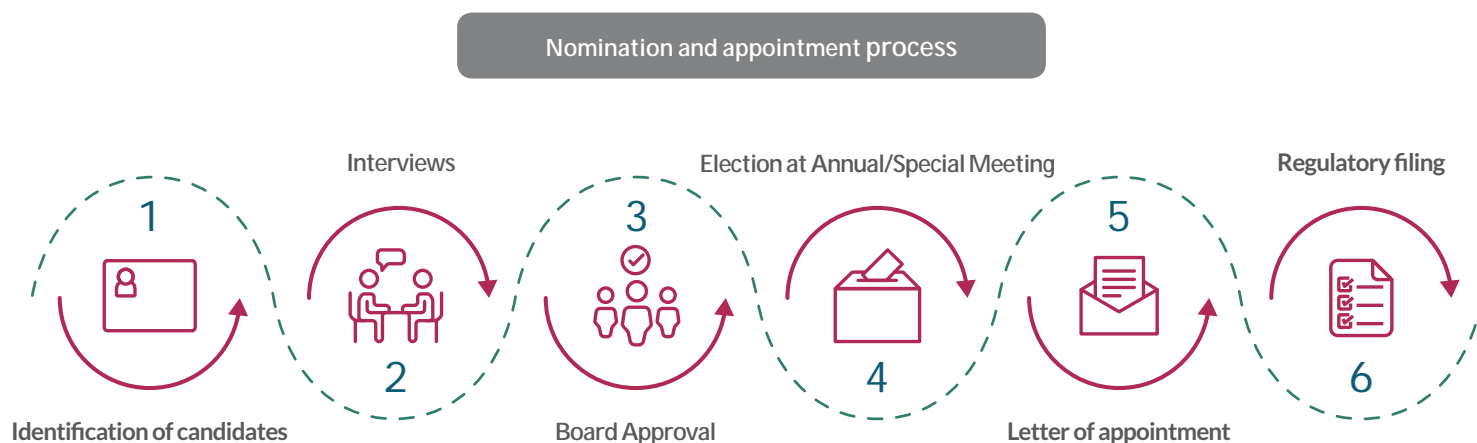 Nomination and appointment process
1
Identification of candidates
Interviews
2
3
Board Approval
Election at Annual/Special Meeting
4
5
Letter of appointment
Regulatory filing
6